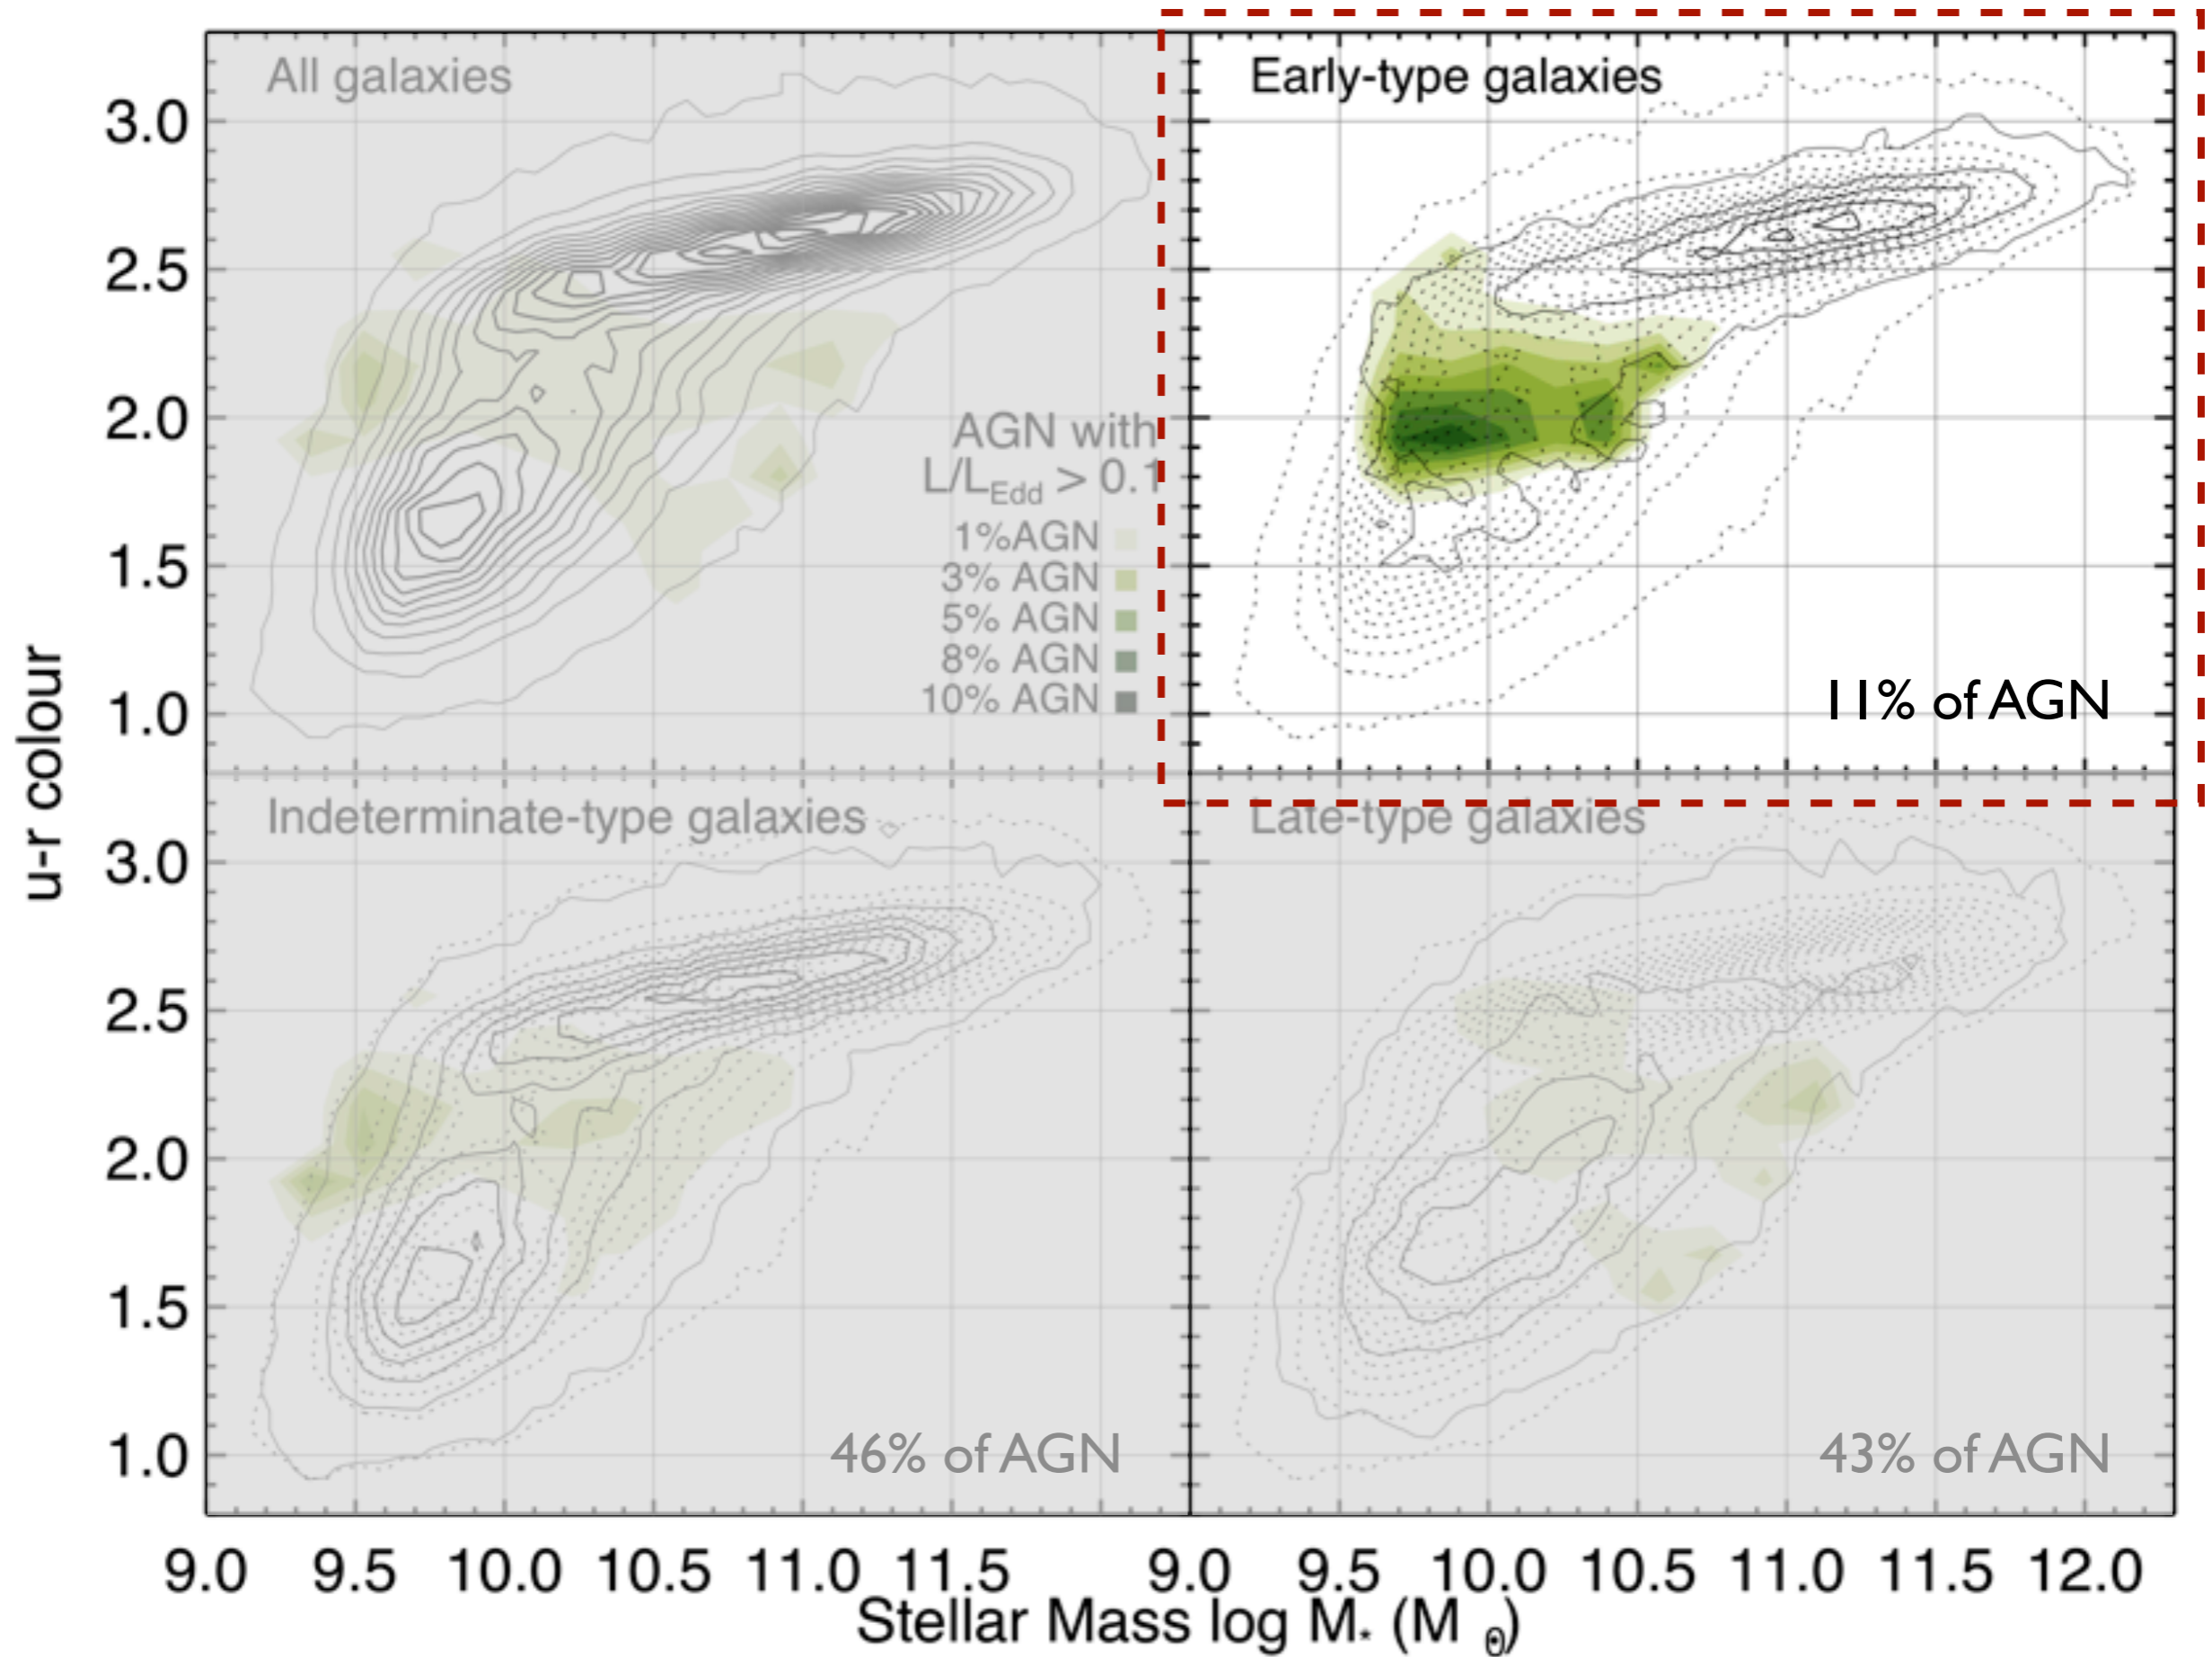 All galaxies
3.0
2.5
2.0
1.5
1.0
AGN with
L/L_Edd > 0.1
1%AGN
3% AGN
5% AGN
8% AGN
10% AGN
Early-type galaxies
11% of AGN
u-r colour
Indeterminate-type galaxies
3.0
2.5
2.0
1.5
1.0
46% of AGN
Late-type galaxies
43% of AGN
9.0 9.5 10.0 10.5 11.0 11.5
9.0 9.5 10.0 10.5 11.0 11.5 12.0
Stellar Mass log M* (M⊙)